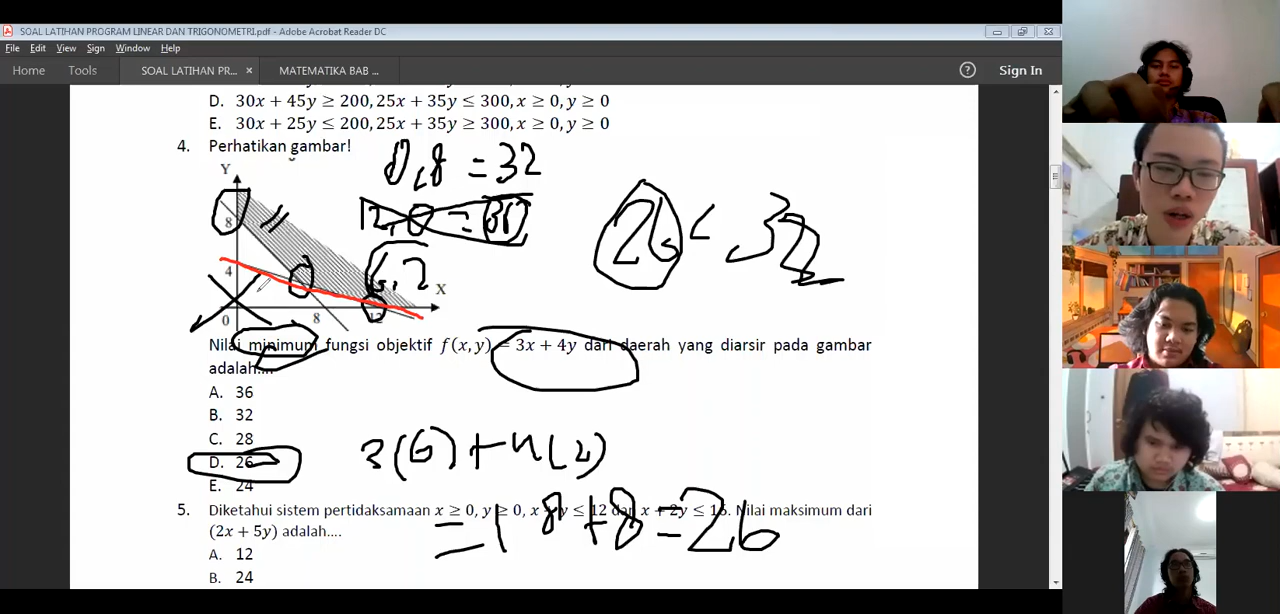 SOAL LATIHAN PROGRAM LINEAR DAN TRIGONOMETRI.pdf - Adobe Acrobat Reader DC
File Edit View Sign Window Help
Home Tools SOAL LATIHAN PR... × MATEMATIKA BAB ... ? Sign In
D. 30x + 45y ≥ 200, 25x + 35y ≤ 300, x ≥ 0, y ≥ 0
E. 30x + 25y ≤ 200, 25x + 35y ≥ 300, x ≥ 0, y ≥ 0
4. Perhatikan gambar!
0,8 = 32
Y
12,0 = 36
26 < 32
8
6,2
4
X
0 8 12
Nilai minimum fungsi objektif f(x, y) = 3x + 4y dari daerah yang diarsir pada gambar
adalah....
A. 36
B. 32
C. 28
3(6)+4(2)
D. 26
E. 24
5. Diketahui sistem pertidaksamaan x ≥ 0, y ≥ 0, x y ≤ 12 dan x + 2y ≤ 16. Nilai maksimum dari
= 18+8=26
(2x + 5y) adalah....
A. 12
B. 24